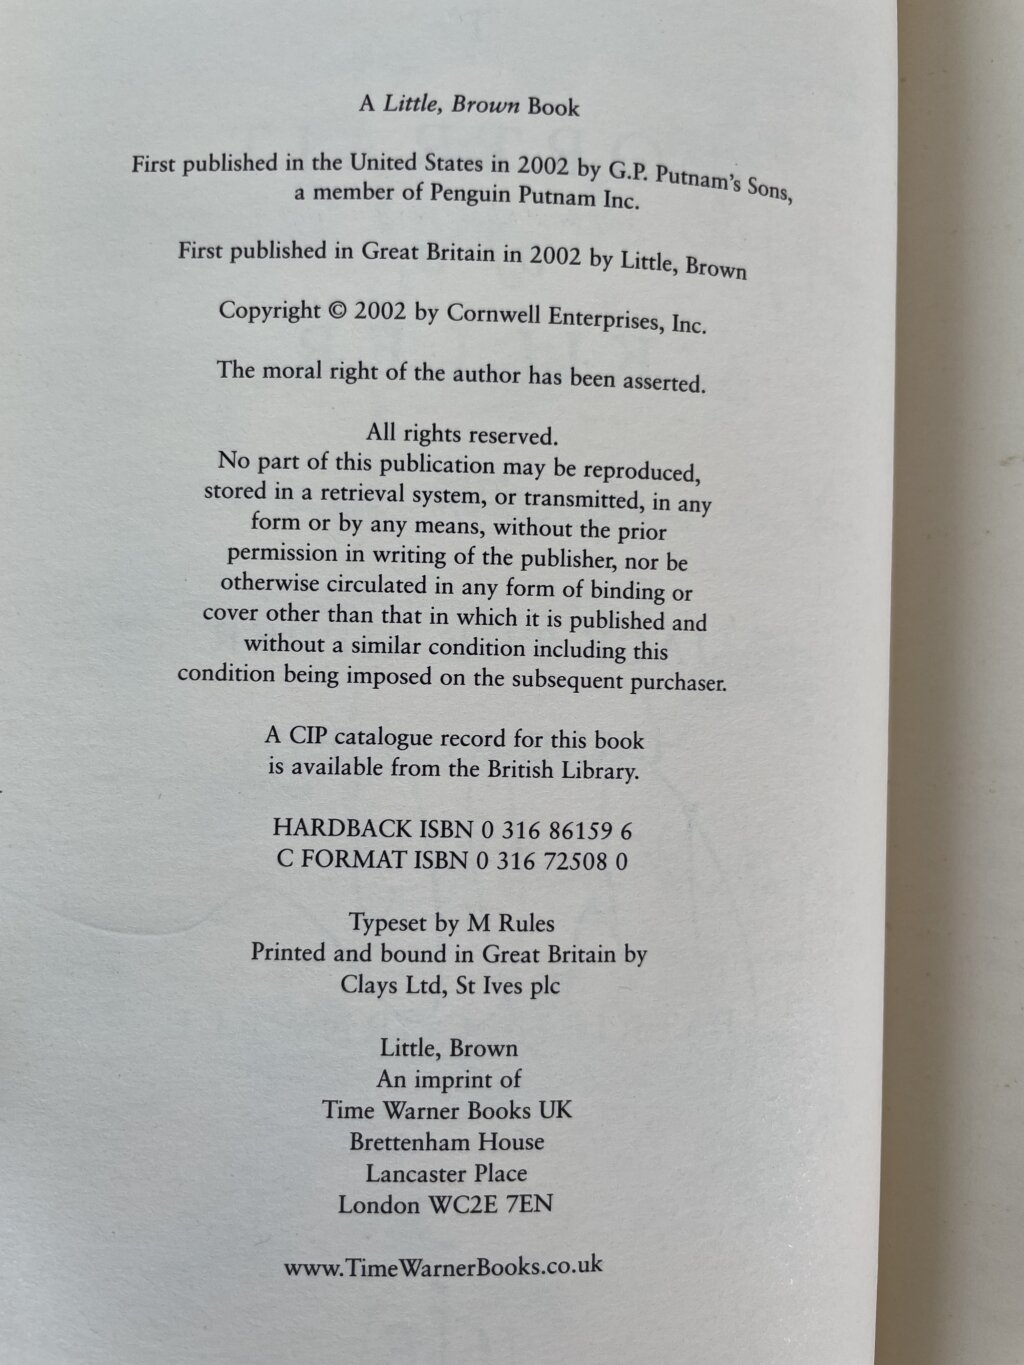 A Little, Brown Book
First published in the United States in 2002 by G.P. Putnam's Sons,
a member of Penguin Putnam Inc.
First published in Great Britain in 2002 by Little, Brown
Copyright © 2002 by Cornwell Enterprises, Inc.
The moral right of the author has been asserted.
All rights reserved.
No part of this publication may be reproduced,
stored in a retrieval system, or transmitted, in any
form or by any means, without the prior
permission in writing of the publisher, nor be
otherwise circulated in any form of binding or
cover other than that in which it is published and
without a similar condition including this
condition being imposed on the subsequent purchaser.
A CIP catalogue record for this book
is available from the British Library.
HARDBACK ISBN 0 316 86159 6
C FORMAT ISBN 0 316 72508 0
Typeset by M Rules
Printed and bound in Great Britain by
Clays Ltd, St Ives plc
Little, Brown
An imprint of
Time Warner Books UK
Brettenham House
Lancaster Place
London WC2E 7EN
www.TimeWarnerBooks.co.uk